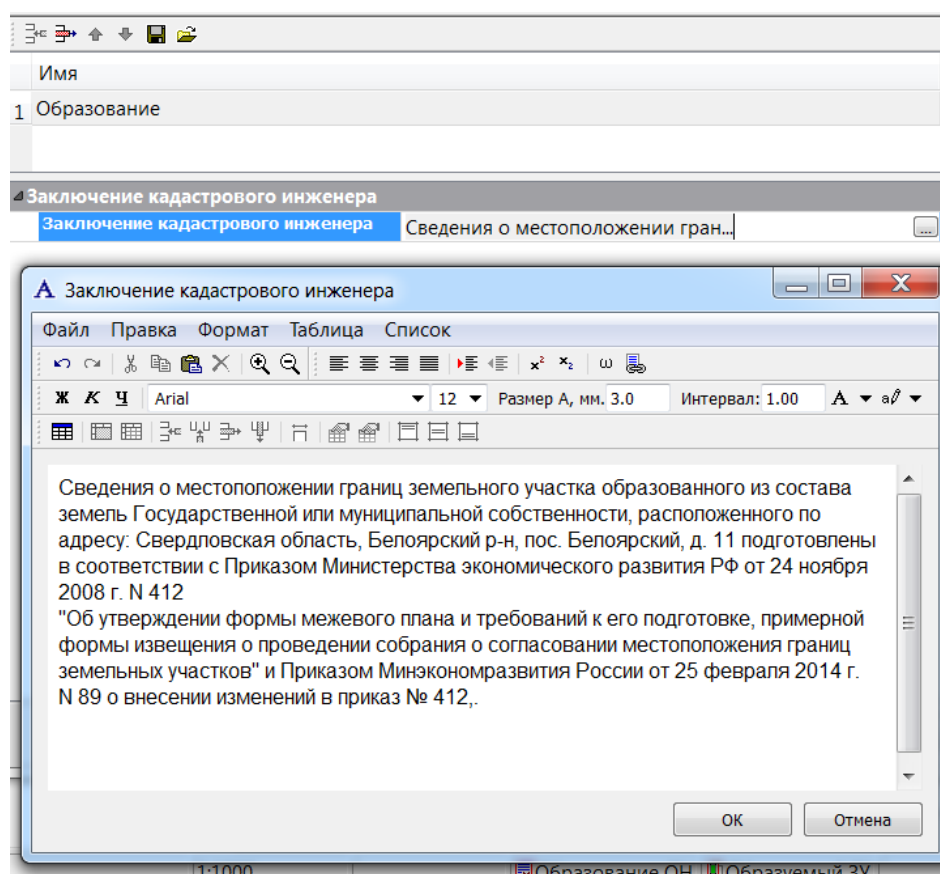 Имя
1 Образование
Заключение кадастрового инженера
Заключение кадастрового инженера Сведения о местоположении гран... ...
A Заключение кадастрового инженера
Файл Правка Формат Таблица Список
x² x₂ ω
Ж К Ч Arial 12 Размер А, мм. 3.0 Интервал: 1.00 A a
Сведения о местоположении границ земельного участка образованного из состава
земель Государственной или муниципальной собственности, расположенного по
адресу: Свердловская область, Белоярский р-н, пос. Белоярский, д. 11 подготовлены
в соответствии с Приказом Министерства экономического развития РФ от 24 ноября
2008 г. N 412
"Об утверждении формы межевого плана и требований к его подготовке, примерной
формы извещения о проведении собрания о согласовании местоположения границ
земельных участков" и Приказом Минэкономразвития России от 25 февраля 2014 г.
N 89 о внесении изменений в приказ № 412,.
ОК Отмена
1:1000 Образование ОН Образуемый ЗУ